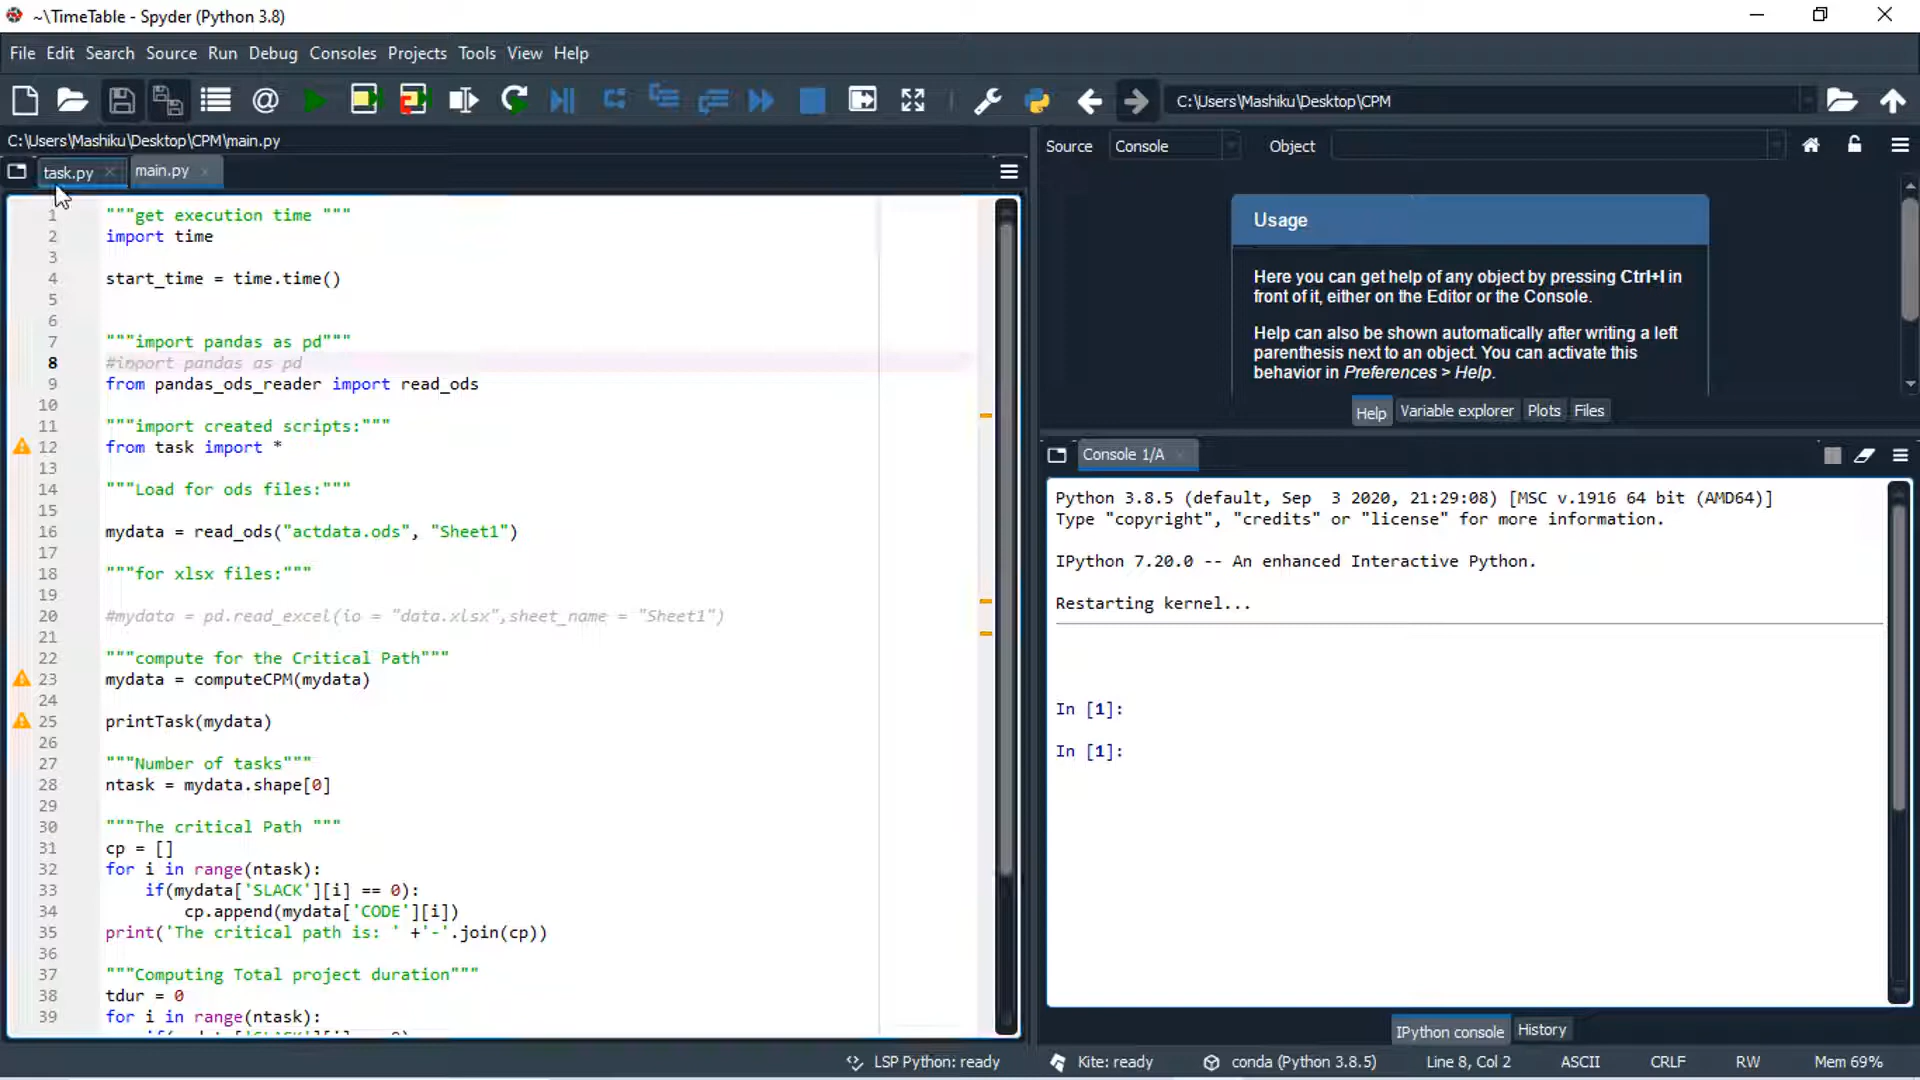 ~\TimeTable - Spyder (Python 3.8)
File Edit Search Source Run Debug Consoles Projects Tools View Help
C:\Users\Mashiku\Desktop\CPM
C:\Users\Mashiku\Desktop\CPM\main.py
task.py main.py
1 """get execution time """
2 import time
3
4 start_time = time.time()
5
6
7 """import pandas as pd"""
8 #import pandas as pd
9 from pandas_ods_reader import read_ods
10
11 """import created scripts:"""
12 from task import *
13
14 """Load for ods files:"""
15
16 mydata = read_ods("actdata.ods", "Sheet1")
17
18 """for xlsx files:"""
19
20 #mydata = pd.read_excel(io = "data.xlsx",sheet_name = "Sheet1")
21
22 """compute for the Critical Path"""
23 mydata = computeCPM(mydata)
24
25 printTask(mydata)
26
27 """Number of tasks"""
28 ntask = mydata.shape[0]
29
30 """The critical Path """
31 cp = []
32 for i in range(ntask):
33 if(mydata['SLACK'][i] == 0):
34 cp.append(mydata['CODE'][i])
35 print('The critical path is: ' +'-'.join(cp))
36
37 """Computing Total project duration"""
38 tdur = 0
39 for i in range(ntask):
Source Console Object
Usage
Here you can get help of any object by pressing Ctrl+I in
front of it, either on the Editor or the Console.
Help can also be shown automatically after writing a left
parenthesis next to an object. You can activate this
behavior in Preferences > Help.
Help Variable explorer Plots Files
Console 1/A
Python 3.8.5 (default, Sep 3 2020, 21:29:08) [MSC v.1916 64 bit (AMD64)]
Type "copyright", "credits" or "license" for more information.
IPython 7.20.0 -- An enhanced Interactive Python.
Restarting kernel...
In [1]:
In [1]:
IPython console History
LSP Python: ready Kite: ready conda (Python 3.8.5) Line 8, Col 2 ASCII CRLF RW Mem 69%